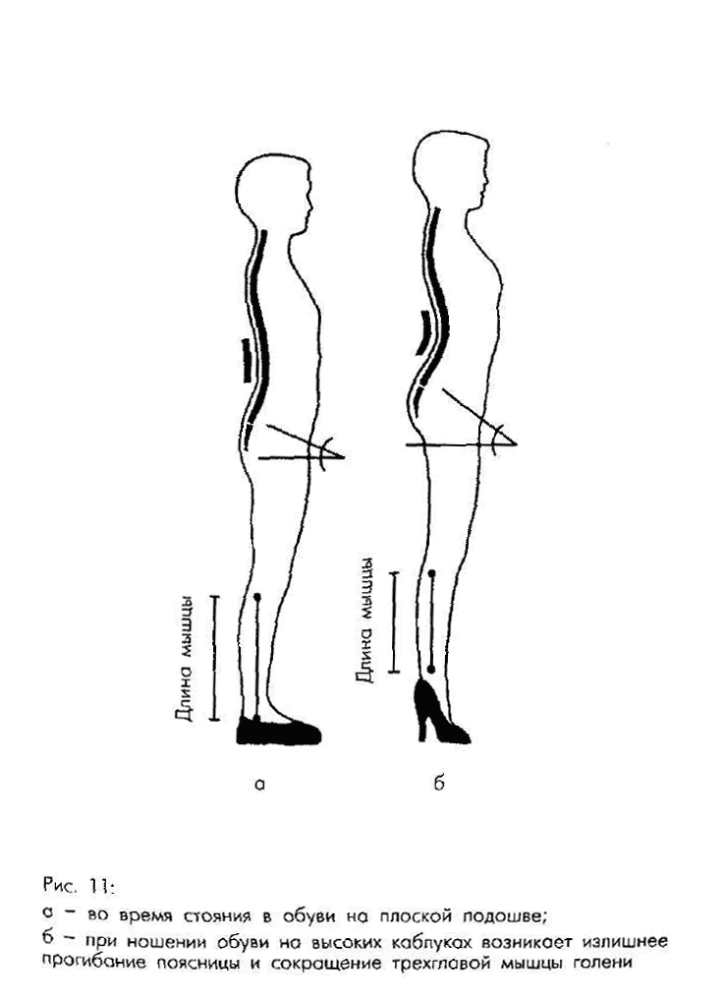 Длина мышцы
Длина мышцы
а
б
Рис. 11:
а – во время стояния в обуви на плоской подошве;
б – при ношении обуви на высоких каблуках возникает излишнее
прогибание поясницы и сокращение трехглавой мышцы голени